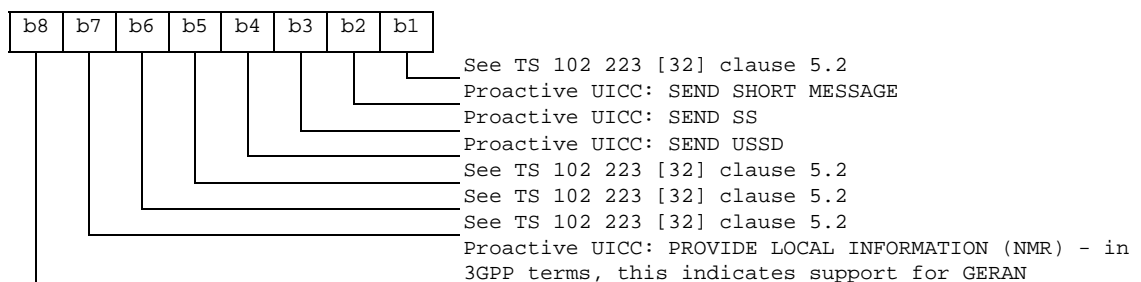 b8 b7 b6 b5 b4 b3 b2 b1
See TS 102 223 [32] clause 5.2
Proactive UICC: SEND SHORT MESSAGE
Proactive UICC: SEND SS
Proactive UICC: SEND USSD
See TS 102 223 [32] clause 5.2
See TS 102 223 [32] clause 5.2
See TS 102 223 [32] clause 5.2
Proactive UICC: PROVIDE LOCAL INFORMATION (NMR) - in
3GPP terms, this indicates support for GERAN